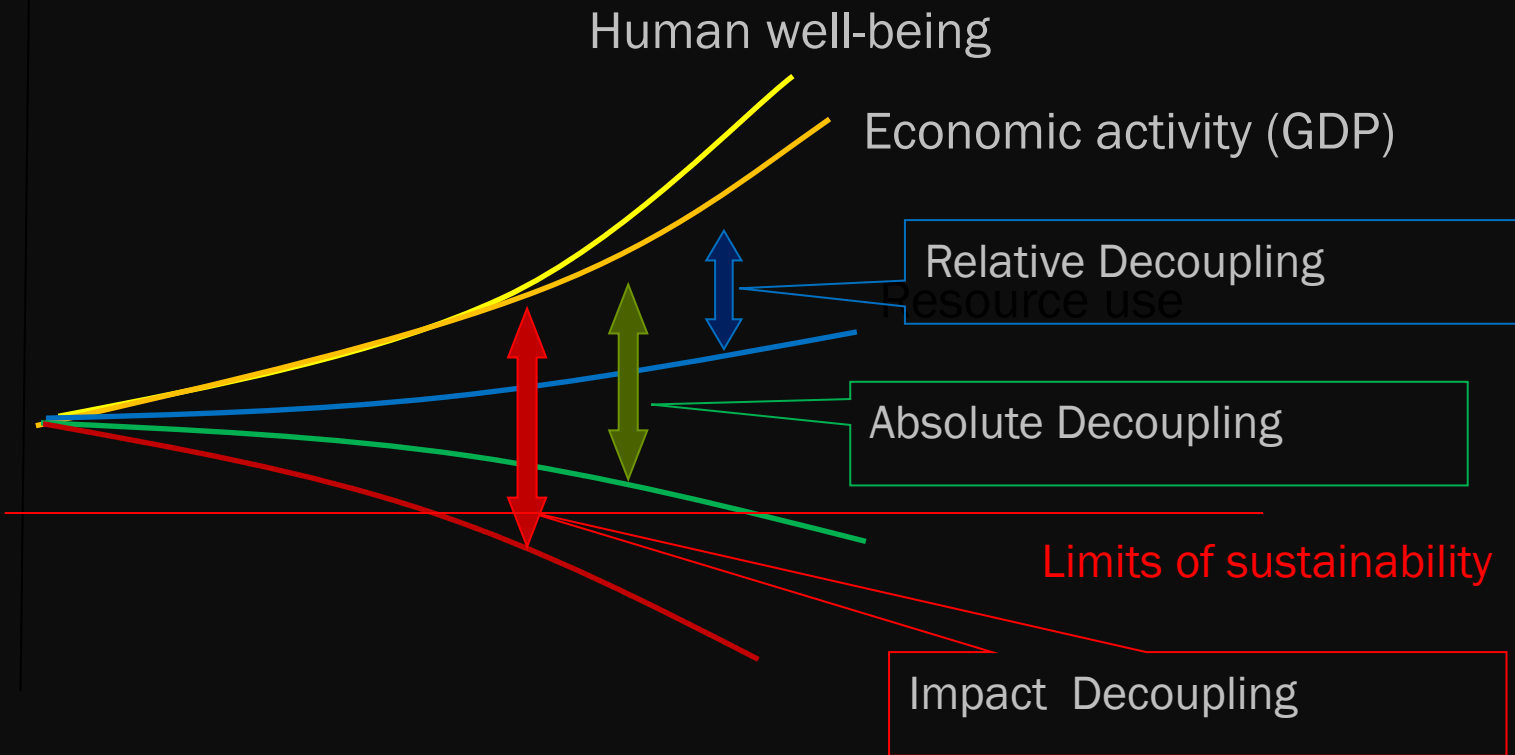 Human well-being
Economic activity (GDP)
Relative Decoupling
Resource use
Absolute Decoupling
Limits of sustainability
Impact Decoupling